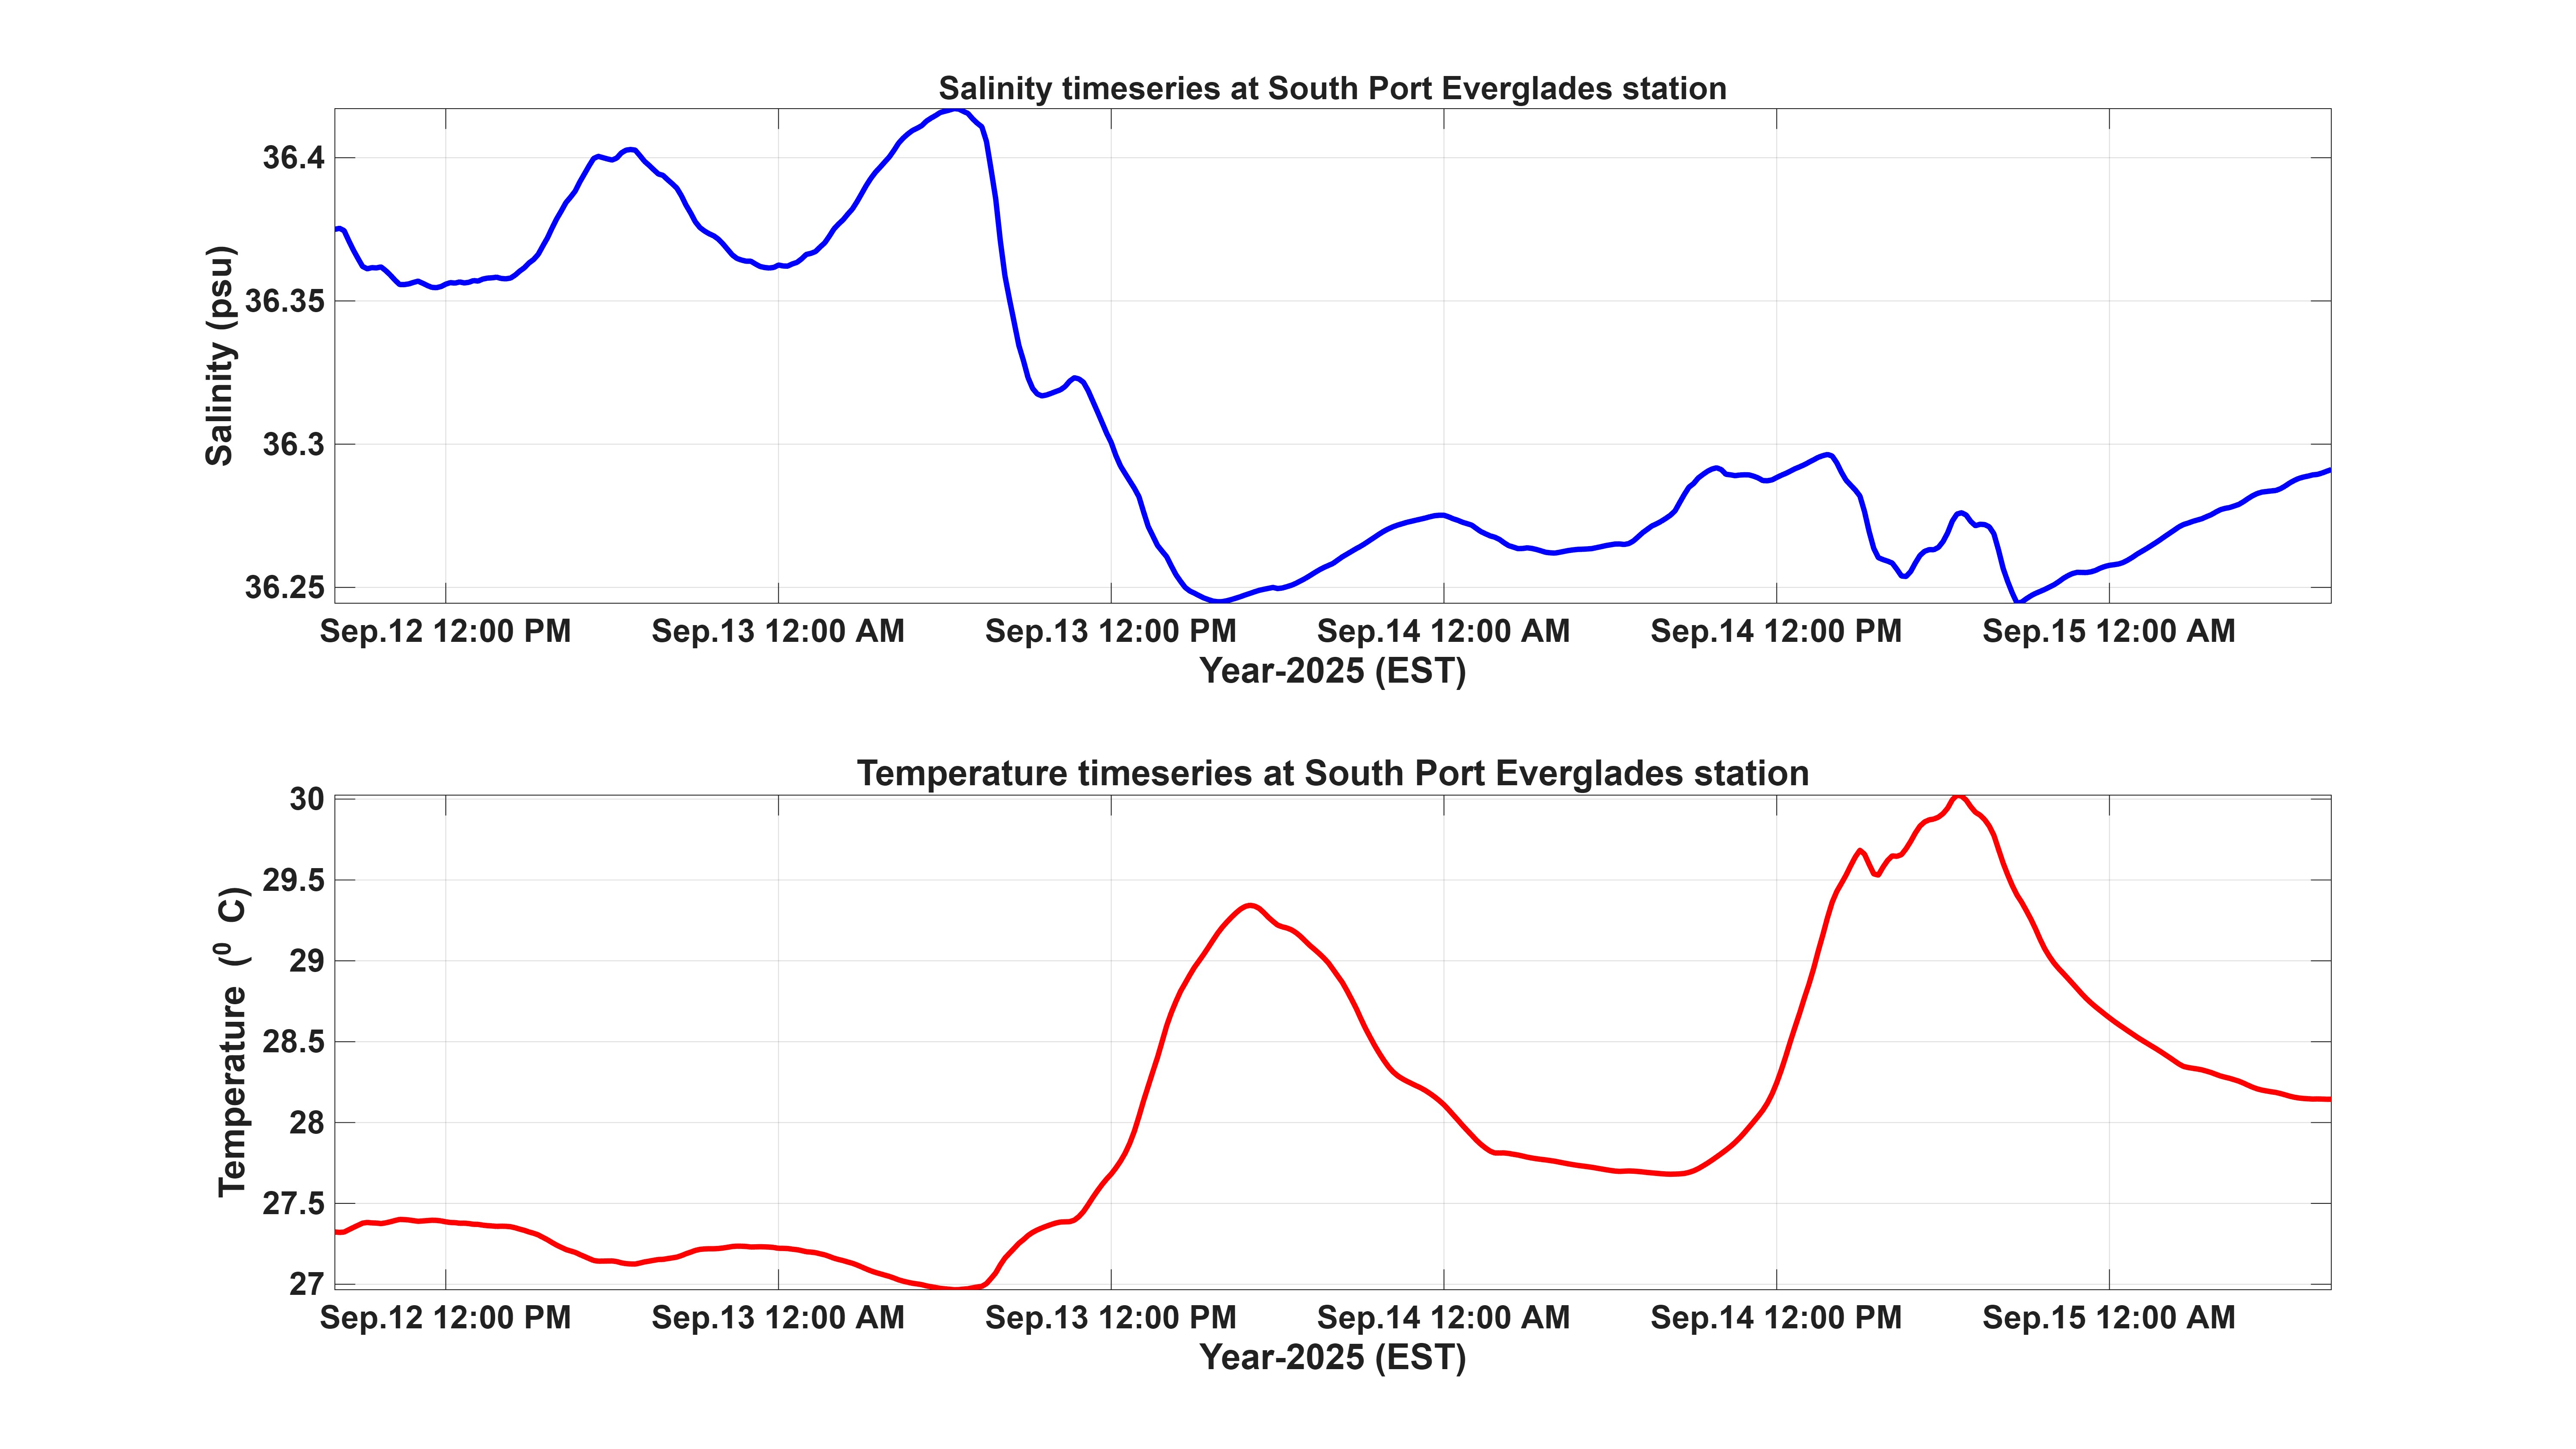 Salinity timeseries at South Port Everglades station
Salinity (psu)
36.4
36.35
36.3
36.25
Sep.12 12:00 PM Sep.13 12:00 AM Sep.13 12:00 PM Sep.14 12:00 AM Sep.14 12:00 PM Sep.15 12:00 AM
Year-2025 (EST)
Temperature timeseries at South Port Everglades station
Temperature (⁰ C)
30
29.5
29
28.5
28
27.5
27
Sep.12 12:00 PM Sep.13 12:00 AM Sep.13 12:00 PM Sep.14 12:00 AM Sep.14 12:00 PM Sep.15 12:00 AM
Year-2025 (EST)